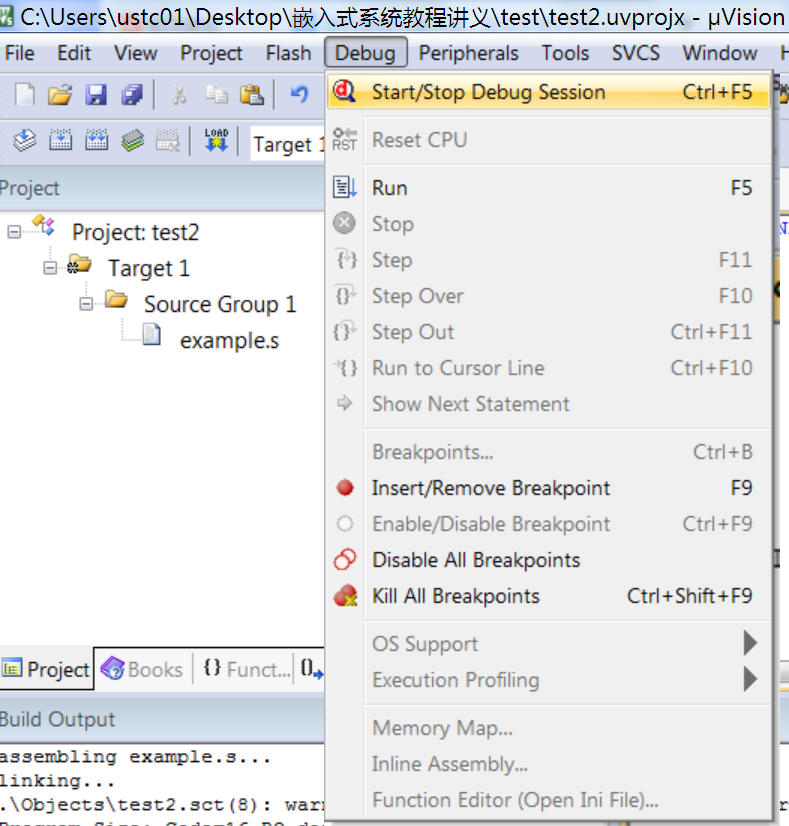 C:\Users\ustc01\Desktop\嵌入式系统教程讲义\test\test2.uvprojx - µVision
File Edit View Project Flash Debug Peripherals Tools SVCS Window
LOAD
Target 1
Project
Project: test2
Target 1
Source Group 1
example.s
Start/Stop Debug Session Ctrl+F5
RST Reset CPU
Run F5
Stop
Step F11
Step Over F10
Step Out Ctrl+F11
Run to Cursor Line Ctrl+F10
Show Next Statement
Breakpoints... Ctrl+B
Insert/Remove Breakpoint F9
Enable/Disable Breakpoint Ctrl+F9
Disable All Breakpoints
Kill All Breakpoints Ctrl+Shift+F9
OS Support
Execution Profiling
Memory Map...
Inline Assembly...
Function Editor (Open Ini File)...
Project Books {} Funct...
Build Output
assembling example.s...
linking...
.\Objects\test2.sct(8): warn